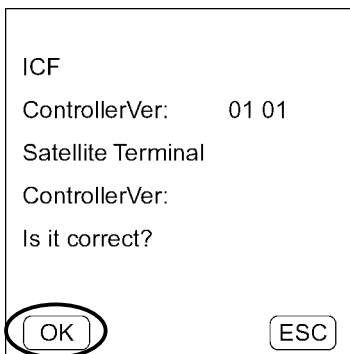 ICF
ControllerVer: 01 01
Satellite Terminal
ControllerVer:
Is it correct?
OK ESC